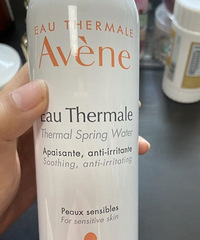 EAU THERMALE
Avène
Eau Thermale
Thermal Spring Water
Apaisante, anti-irritante
Soothing, anti-irritating
Peaux sensibles
For sensitive skin